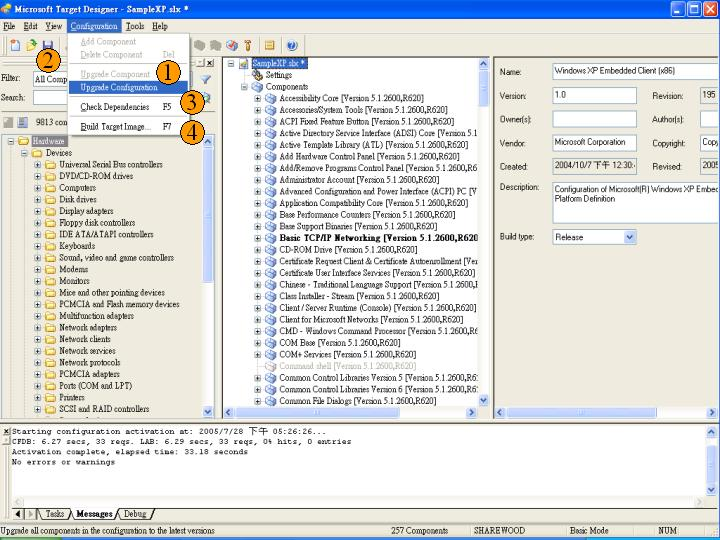 Microsoft Target Designer - SampleXP.slx *
File Edit View Configuration Tools Help
Add Component
Delete Component Del
Upgrade Component
Upgrade Configuration
Check Dependencies F5
Build Target Image... F7
1
2
3
4
Filter: All Comp
Search:
9813 com
Hardware
Devices
Universal Serial Bus controllers
DVD/CD-ROM drives
Computers
Disk drives
Display adapters
Floppy disk controllers
IDE ATA/ATAPI controllers
Keyboards
Sound, video and game controllers
Modems
Monitors
Mice and other pointing devices
PCMCIA and Flash memory devices
Multifunction adapters
Network adapters
Network clients
Network services
Network protocols
PCMCIA adapters
Ports (COM and LPT)
Printers
SCSI and RAID controllers
SampleXP.slx *
Settings
Components
Accessibility Core [Version 5.1.2600,R620]
Accessories/System Tools [Version 5.1.2600,R620]
ACPI Fixed Feature Button [Version 5.1.2600,R620]
Active Directory Service Interface (ADSI) Core [Version 5.1
Active Template Library (ATL) [Version 5.1.2600,R620]
Add Hardware Control Panel [Version 5.1.2600,R620]
Add/Remove Programs Control Panel [Version 5.1.2600,R6
Administrator Account [Version 5.1.2600,R620]
Advanced Configuration and Power Interface (ACPI) PC [V
Application Compatibility Core [Version 5.1.2600,R620]
Base Performance Counters [Version 5.1.2600,R620]
Base Support Binaries [Version 5.1.2600,R620]
Basic TCP/IP Networking [Version 5.1.2600,R620
CD-ROM Drive [Version 5.1.2600,R620]
Certificate Request Client & Certificate Autoenrollment [Ver
Certificate User Interface Services [Version 5.1.2600,R620]
Chinese - Traditional Language Support [Version 5.1.2600,
Class Installer - Stream [Version 5.1.2600,R620]
Client / Server Runtime (Console) [Version 5.1.2600,R620]
Client for Microsoft Networks [Version 5.1.2600,R620]
CMD - Windows Command Processor [Version 5.1.2600,R6
COM Base [Version 5.1.2600,R620]
COM+ Services [Version 5.1.2600,R620]
Command shell [Version 5.1.2600,R620]
Common Control Libraries Version 5 [Version 5.1.2600,R6
Common Control Libraries Version 6 [Version 5.1.2600,R6
Common File Dialogs [Version 5.1.2600,R620]
Name: Windows XP Embedded Client (x86)
Version: 1.0 Revision: 195
Owner(s): Author(s):
Vendor: Microsoft Corporation Copyright: Copy
Created: 2004/10/7 下午 12:30: Revised: 2005
Description: Configuration of Microsoft(R) Windows XP Embec
Platform Definition
Build type: Release
Starting configuration activation at: 2005/7/28 下午 05:26:26...
CFDB: 6.27 secs, 33 reqs. LAB: 6.29 secs, 33 reqs, 0% hits, 0 entries
Activation complete, elapsed time: 33.18 seconds
No errors or warnings
Tasks Messages Debug
Upgrade all components in the configuration to the latest versions 257 Components SHAREWOOD Basic Mode NUM